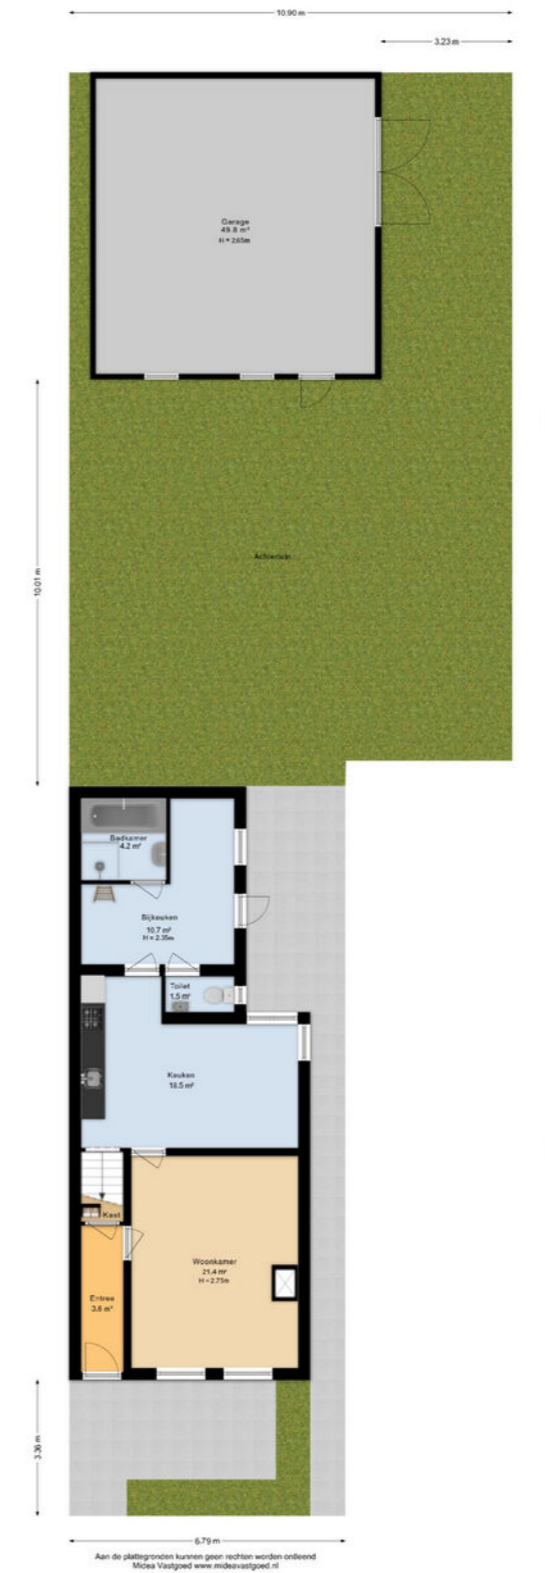 10.90 m
3.23 m
Garage
49.8 m²
H = 2.65m
10.01 m
Achtertuin
Badkamer
4.2 m²
Bijkeuken
10.7 m²
H = 2.35m
Toilet
1.5 m²
Keuken
18.5 m²
Kast
Woonkamer
21.4 m²
H = 2.75m
Entree
3.6 m²
3.36 m
6.79 m
Aan de plattegronden kunnen geen rechten worden ontleend
Midea Vastgoed www.mideavastgoed.nl